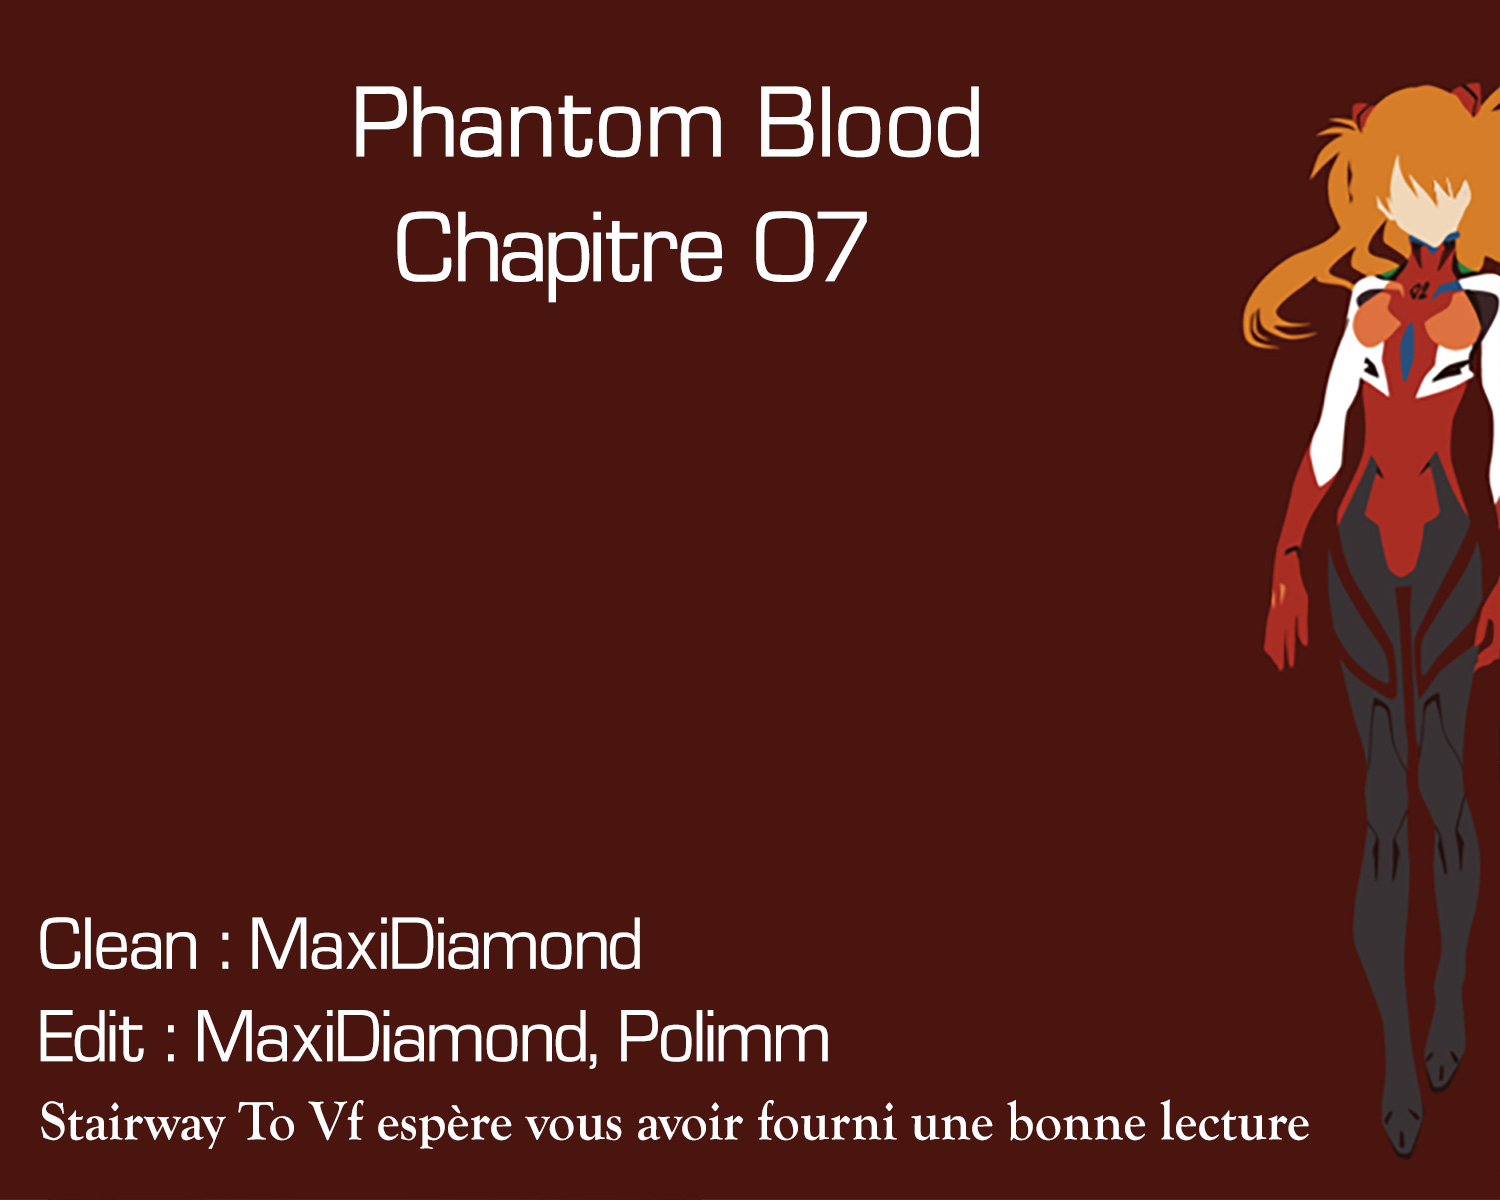 Phantom Blood
Chapitre 07
02
Clean : MaxiDiamond
Edit : MaxiDiamond, Polimm
Stairway To Vf espère vous avoir fourni une bonne lecture